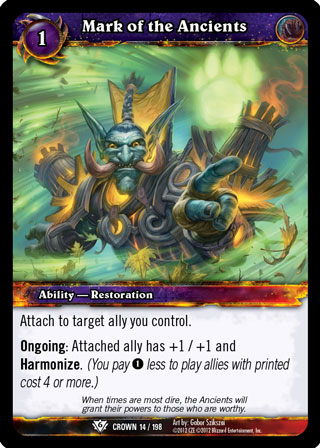 Mark of the Ancients
1
Ability — Restoration
Attach to target ally you control.
Ongoing: Attached ally has +1 / +1 and
Harmonize. (You pay 1 less to play allies with printed
cost 4 or more.)
When times are most dire, the Ancients will
grant their powers to those who are worthy.
CROWN 14 / 198
Art by: Gabor Szikszai
©2012 CZE ©2012 Blizzard Entertainment, Inc.